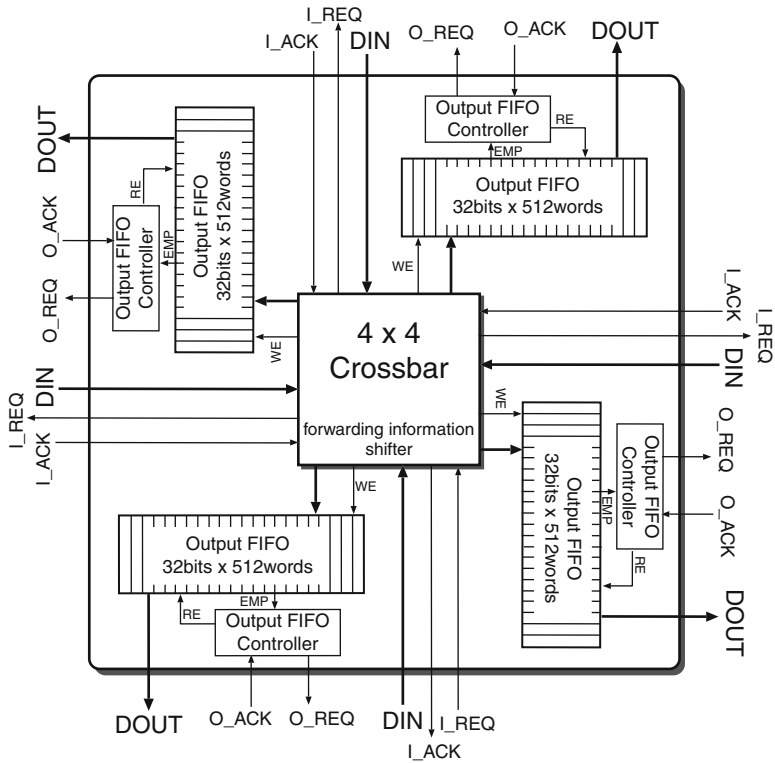 I_REQ
I_ACK
DIN
O_REQ
O_ACK
DOUT
Output FIFO
Controller
RE
EMP
Output FIFO
32bits x 512words
WE
DOUT
O_ACK
O_REQ
RE
EMP
Output FIFO
Controller
Output FIFO
32bits x 512words
WE
4 x 4
Crossbar
forwarding information
shifter
I_ACK
I_REQ
DIN
DIN
I_REQ
I_ACK
WE
Output FIFO
32bits x 512words
EMP
RE
Output FIFO
Controller
O_REQ
O_ACK
DOUT
WE
Output FIFO
32bits x 512words
RE
EMP
Output FIFO
Controller
DOUT
O_ACK
O_REQ
DIN
I_REQ
I_ACK